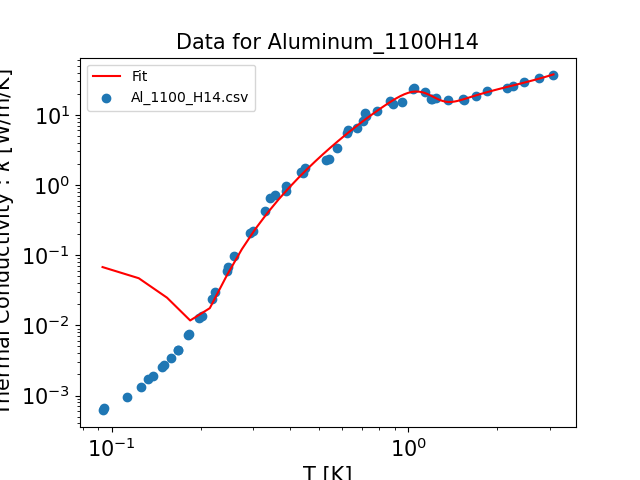 Data for Aluminum_1100H14
Fit
Al_1100_H14.csv
Thermal Conductivity : k [W/m/K]
10¹
10⁰
10⁻¹
10⁻²
10⁻³
10⁻¹
10⁰
T [K]